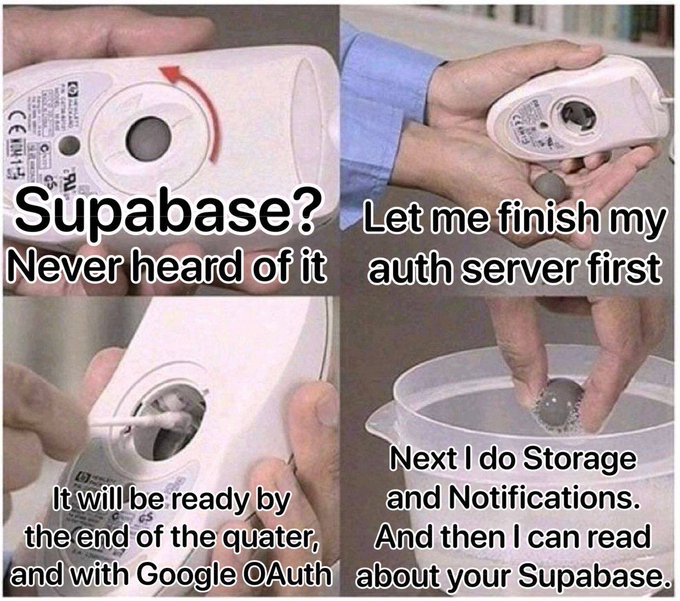 Supabase?
Never heard of it
Let me finish my
auth server first
It will be ready by
the end of the quater,
and with Google OAuth
Next I do Storage
and Notifications.
And then I can read
about your Supabase.